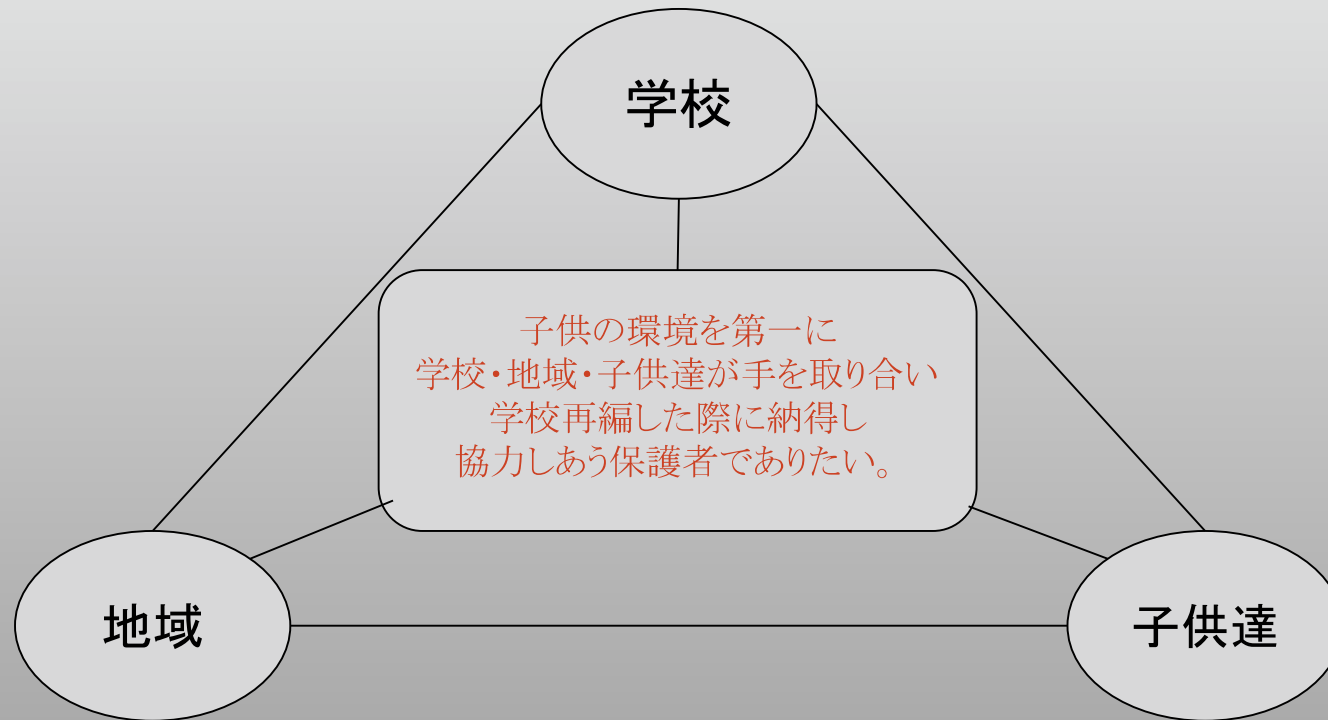 学校
子供の環境を第一に
学校・地域・子供達が手を取り合い
学校再編した際に納得し
協力しあう保護者でありたい。
地域
子供達